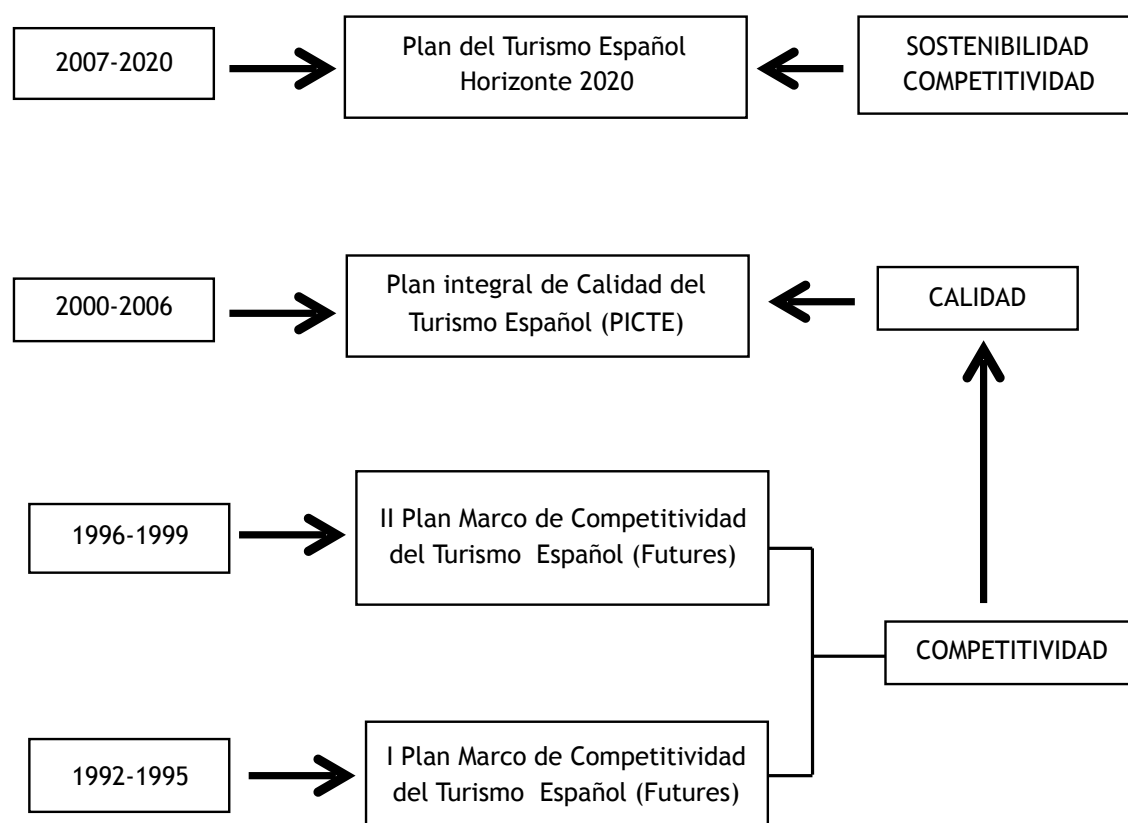 2007-2020
Plan del Turismo Español
Horizonte 2020
SOSTENIBILIDAD
COMPETITIVIDAD
2000-2006
Plan integral de Calidad del
Turismo Español (PICTE)
CALIDAD
1996-1999
II Plan Marco de Competitividad
del Turismo Español (Futures)
COMPETITIVIDAD
1992-1995
I Plan Marco de Competitividad
del Turismo Español (Futures)